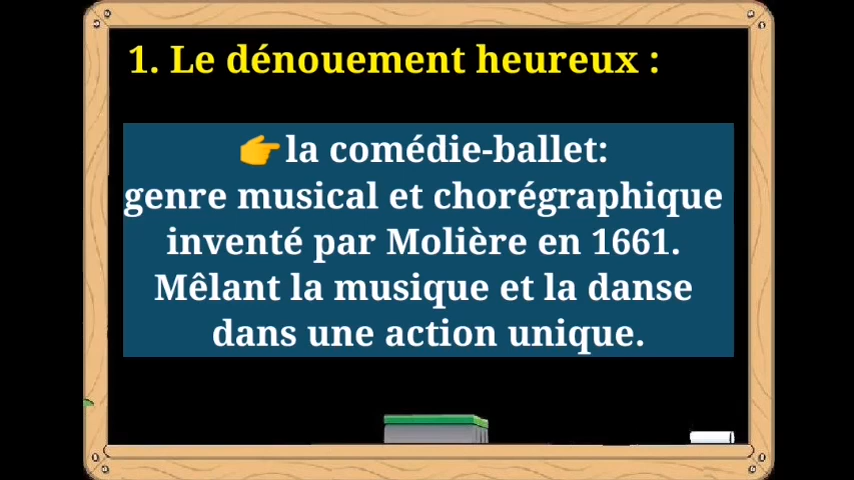 1. Le dénouement heureux :
👉la comédie-ballet:
genre musical et chorégraphique
inventé par Molière en 1661.
Mêlant la musique et la danse
dans une action unique.